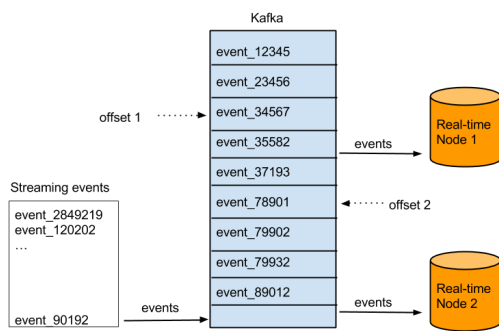 Kafka
event_12345
event_23456
offset 1
event_34567
event_35582
events
Real-time
Node 1
event_37193
Streaming events
event_78901
offset 2
event_2849219
event_120202
...
event_79902
event_79932
event_90192
events
event_89012
events
Real-time
Node 2